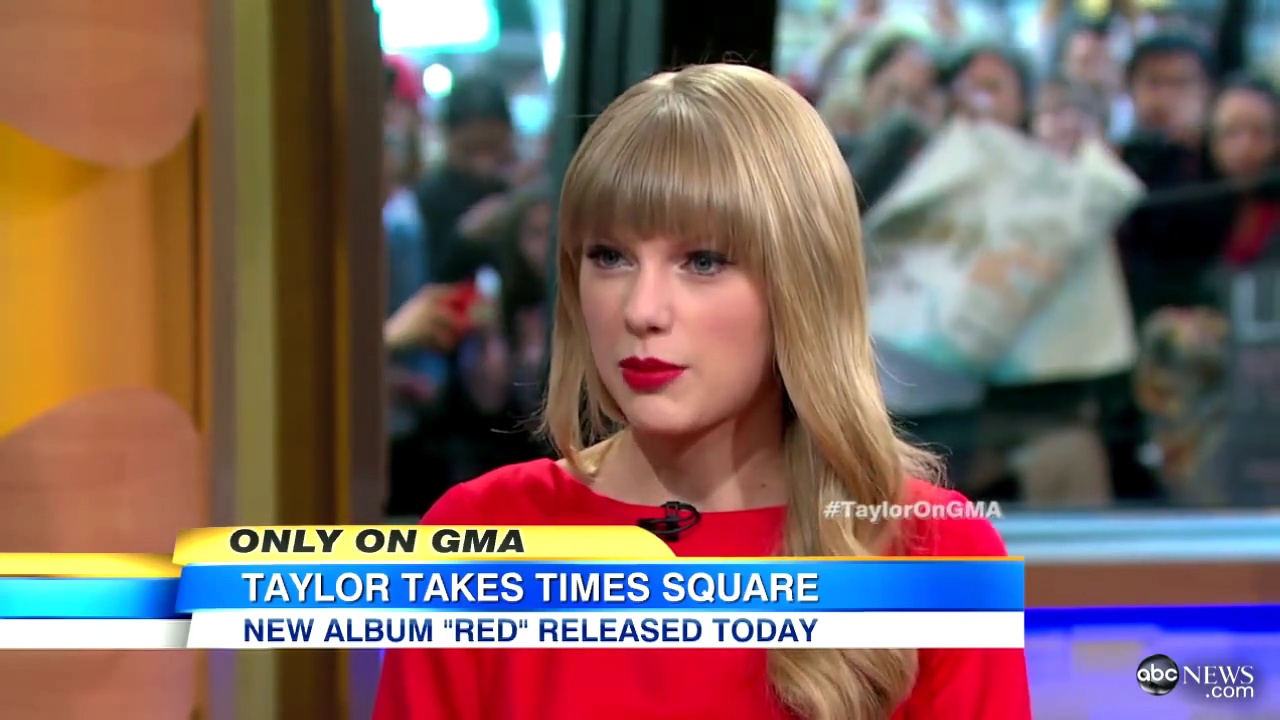 #TaylorOnGMA
ONLY ON GMA
TAYLOR TAKES TIMES SQUARE
NEW ALBUM "RED" RELEASED TODAY
abc NEWS
.com